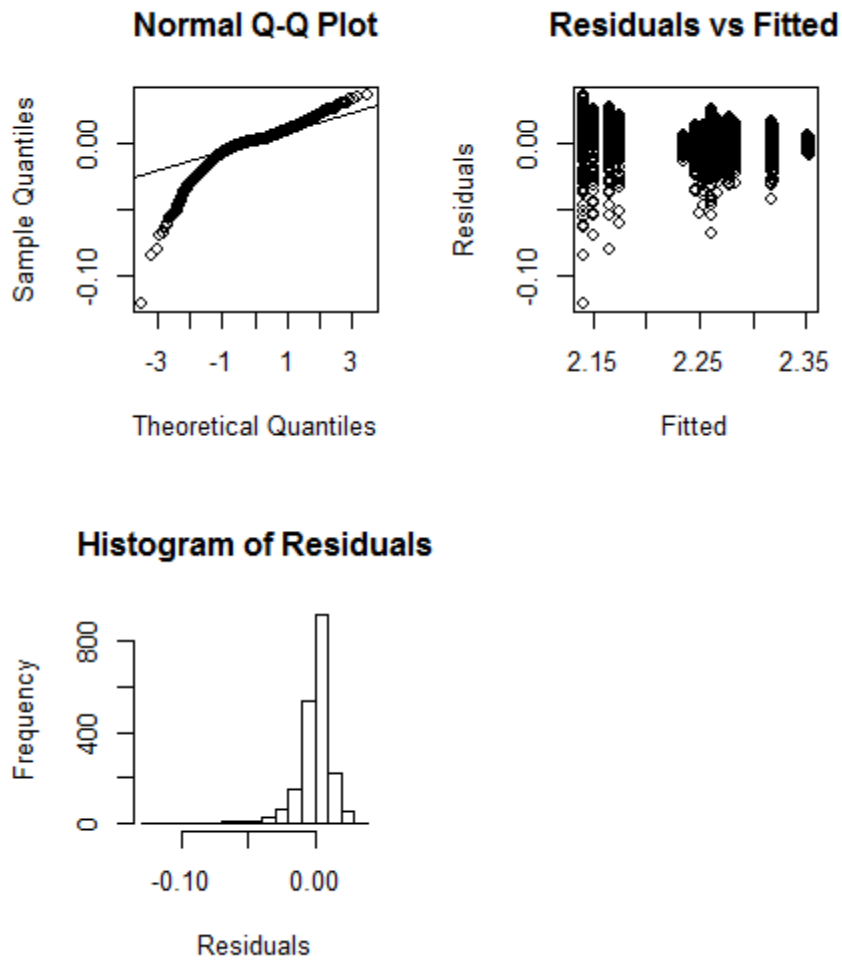 Normal Q-Q Plot
Sample Quantiles
0.00
-0.10
-3 -1 1 3
Theoretical Quantiles
Residuals vs Fitted
Residuals
0.00
-0.10
2.15 2.25 2.35
Fitted
Histogram of Residuals
Frequency
800
400
0
-0.10 0.00
Residuals